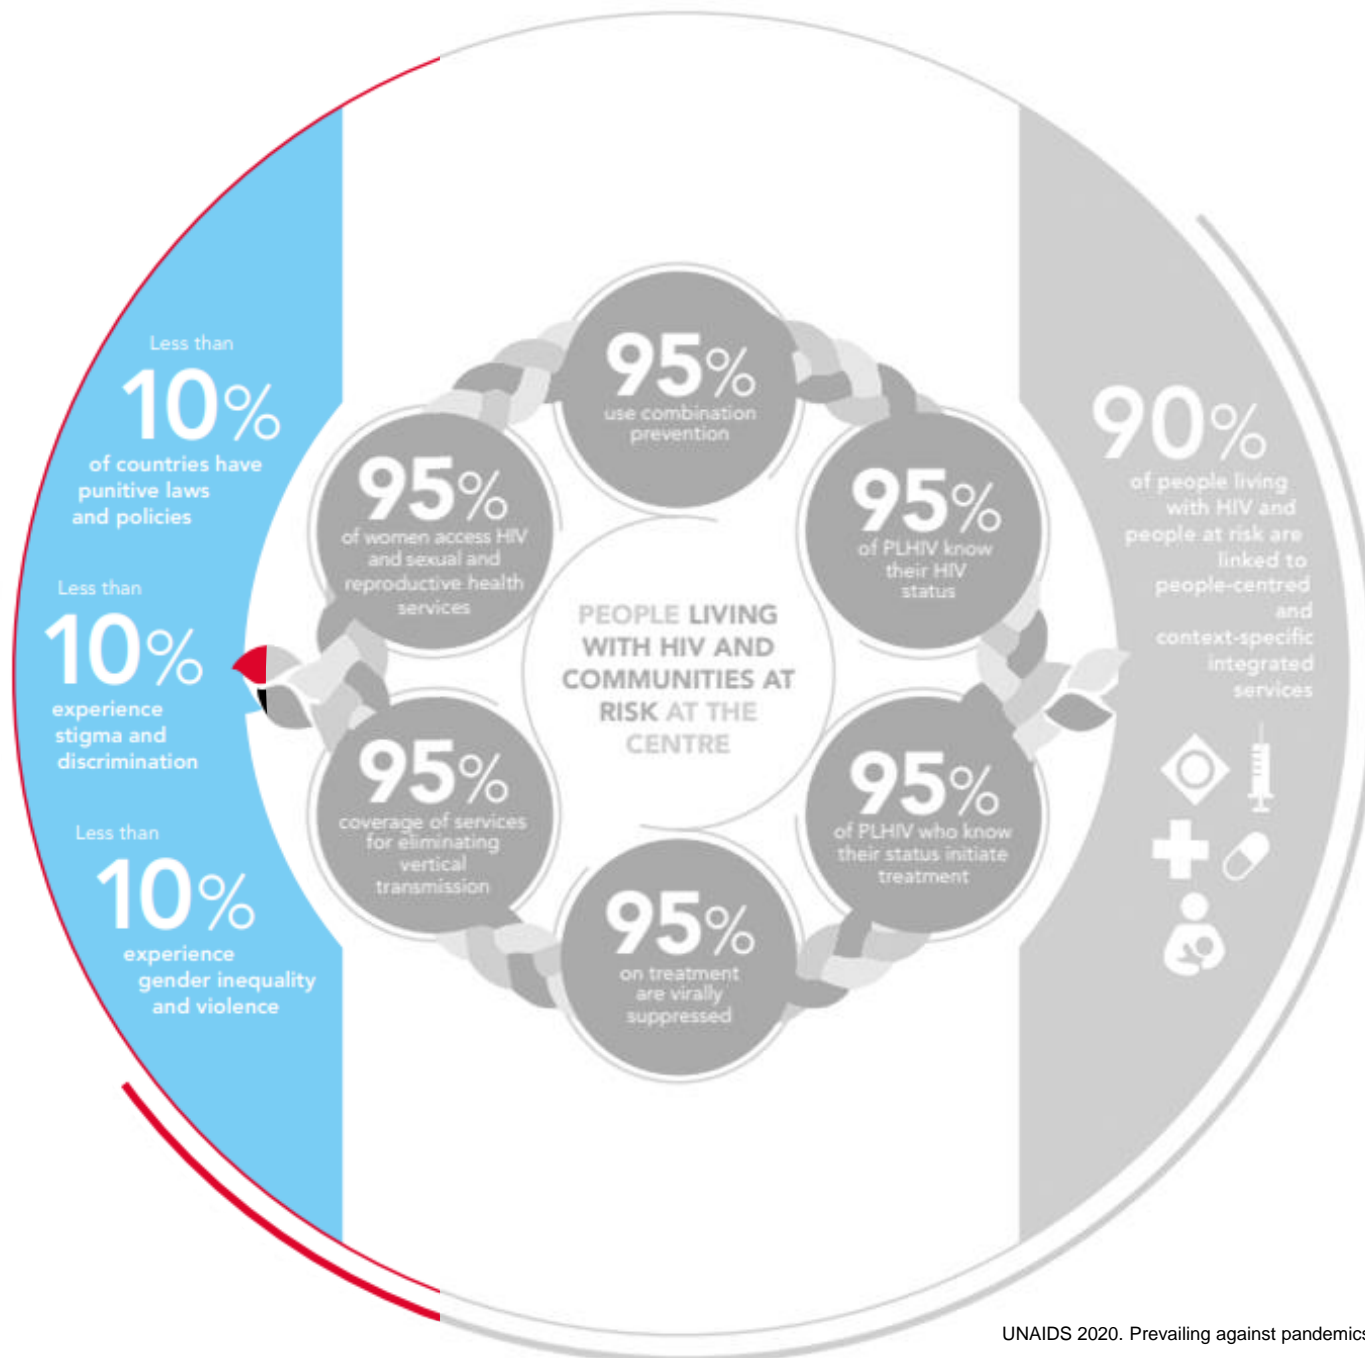 Less than
10%
of countries have
punitive laws
and policies
Less than
10%
experience
stigma and
discrimination
Less than
10%
experience
gender inequality
and violence
95%
use combination
prevention
95%
of women access HIV
and sexual and
reproductive health
services
95%
of PLHIV know
their HIV
status
PEOPLE LIVING
WITH HIV AND
COMMUNITIES AT
RISK AT THE
CENTRE
95%
coverage of services
for eliminating
vertical
transmission
95%
of PLHIV who know
their status initiate
treatment
95%
on treatment
are virally
suppressed
90%
of people living
with HIV and
people at risk are
linked to
people-centred
and
context-specific
integrated
services
UNAIDS 2020. Prevailing against pandemics